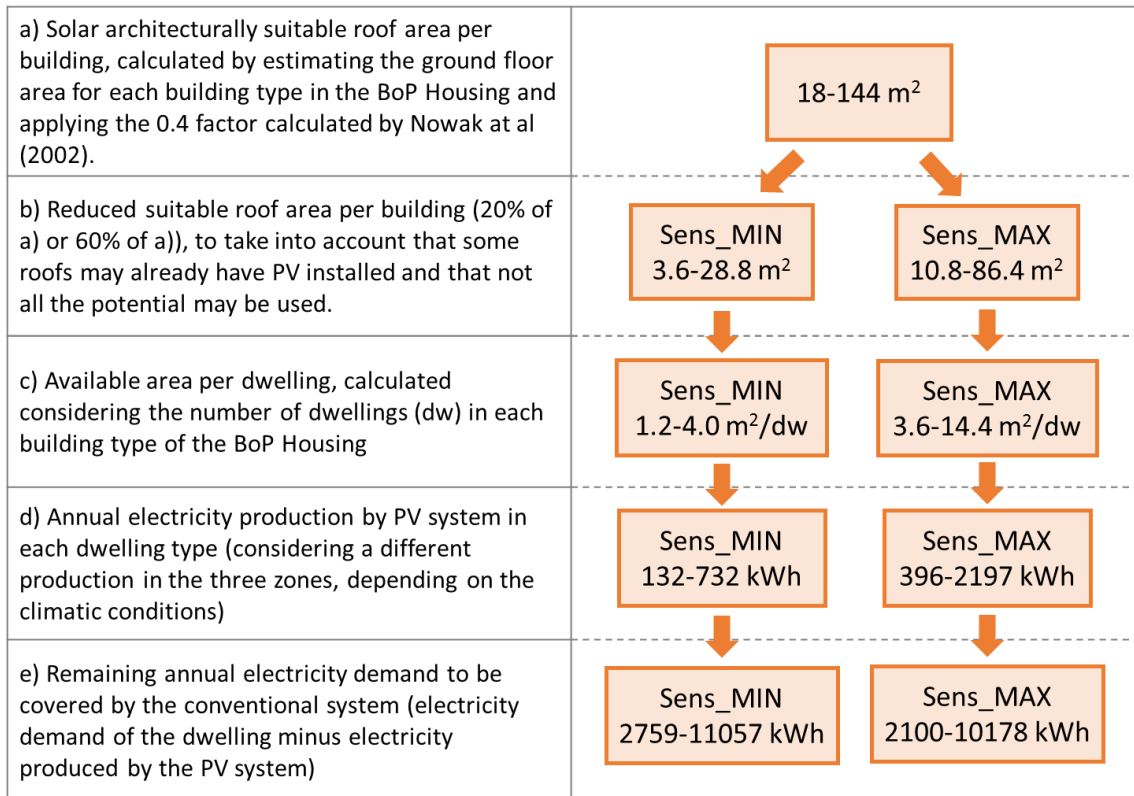 a) Solar architecturally suitable roof area per
building, calculated by estimating the ground floor
area for each building type in the BoP Housing and
applying the 0.4 factor calculated by Nowak at al
(2002).
18-144 m²
b) Reduced suitable roof area per building (20% of
a) or 60% of a)), to take into account that some
roofs may already have PV installed and that not
all the potential may be used.
Sens_MIN
3.6-28.8 m²
Sens_MAX
10.8-86.4 m²
c) Available area per dwelling, calculated
considering the number of dwellings (dw) in each
building type of the BoP Housing
Sens_MIN
1.2-4.0 m²/dw
Sens_MAX
3.6-14.4 m²/dw
d) Annual electricity production by PV system in
each dwelling type (considering a different
production in the three zones, depending on the
climatic conditions)
Sens_MIN
132-732 kWh
Sens_MAX
396-2197 kWh
e) Remaining annual electricity demand to be
covered by the conventional system (electricity
demand of the dwelling minus electricity
produced by the PV system)
Sens_MIN
2759-11057 kWh
Sens_MAX
2100-10178 kWh